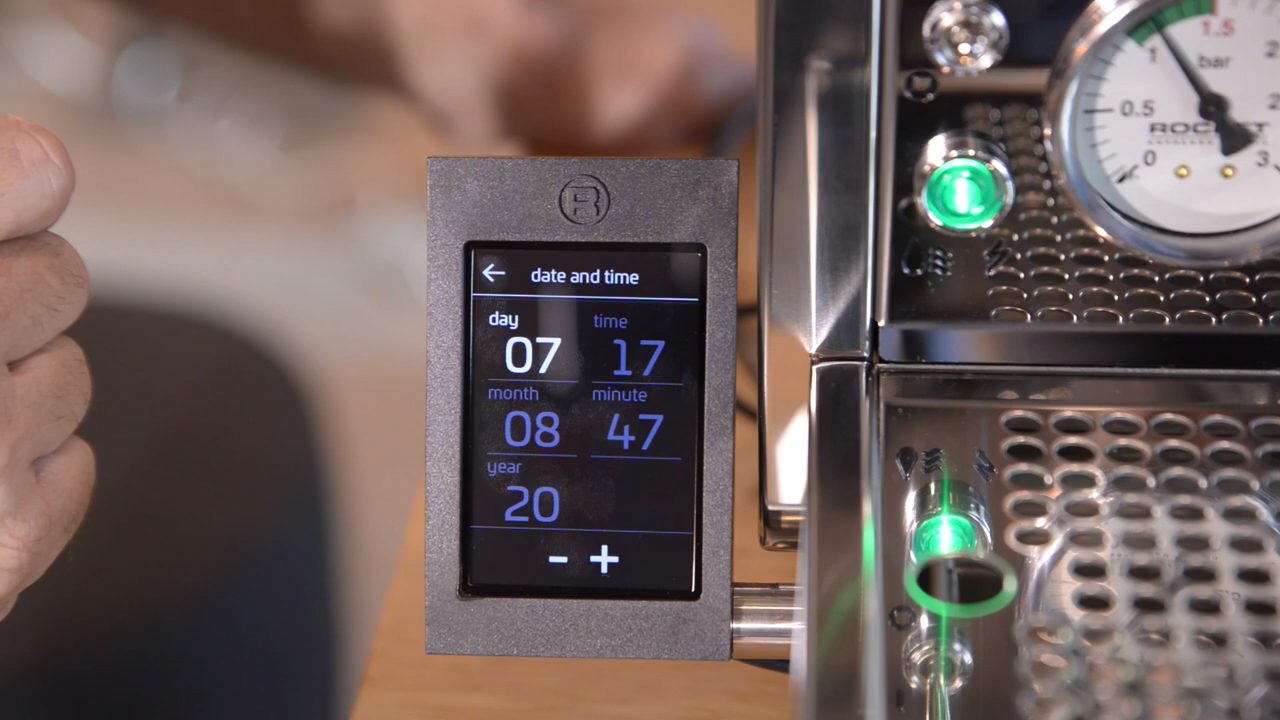 R
date and time
day time
07 17
month minute
08 47
year
20
- +
1.5
1 2
bar
0.5
ROCKET
0 3